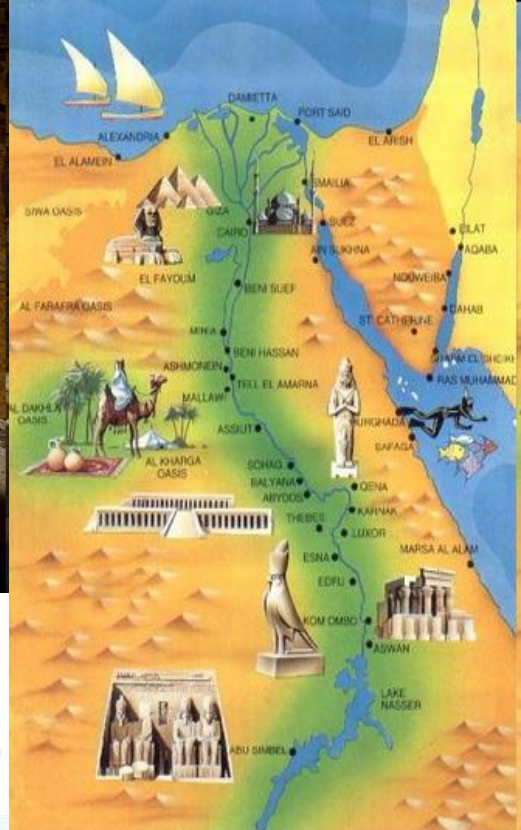 DAMIETTA
PORT SAID
ALEXANDRIA
EL ARISH
EL ALAMEIN
ISMAILIA
SIWA OASIS
GIZA
CAIRO
SUEZ
EILAT
AQABA
AIN SUKHNA
NOUWEIBA
EL FAYOUM
BENI SUEF
DAHAB
AL FARAFRA OASIS
ST CATHERINE
MINIA
BENI HASSAN
SHARM EL SHEIKH
ASHMONEIN
TELL EL AMARNA
RAS MUHAMMAD
MALLAWI
AL DAKHLA
OASIS
ASSIUT
HURGHADA
SAFAGA
AL KHARGA
OASIS
SOHAG
BALYANA
ABYDOS
QENA
KARNAK
THEBES
LUXOR
ESNA
MARSA AL ALAM
EDFU
KOM OMBO
ASWAN
LAKE
NASSER
ABU SIMBEL